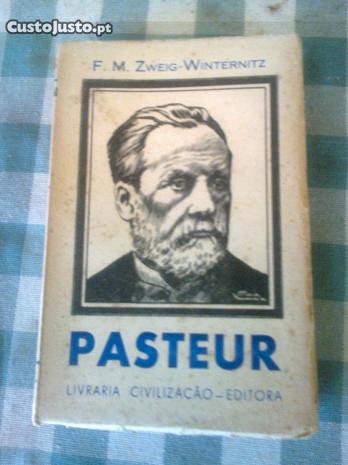 CustoJusto.pt
F. M. ZWEIG-WINTERNITZ
PASTEUR
LIVRARIA CIVILIZAÇÃO-EDITORA